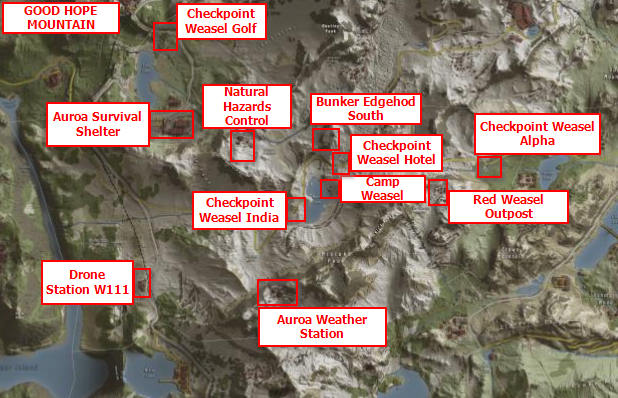 GOOD HOPE
MOUNTAIN
Checkpoint
Weasel Golf
Auroa Survival
Shelter
Natural
Hazards
Control
Bunker Edgehod
South
Checkpoint
Weasel Hotel
Checkpoint Weasel
Alpha
Camp
Weasel
Checkpoint
Weasel India
Red Weasel
Outpost
Drone
Station W111
Auroa Weather
Station